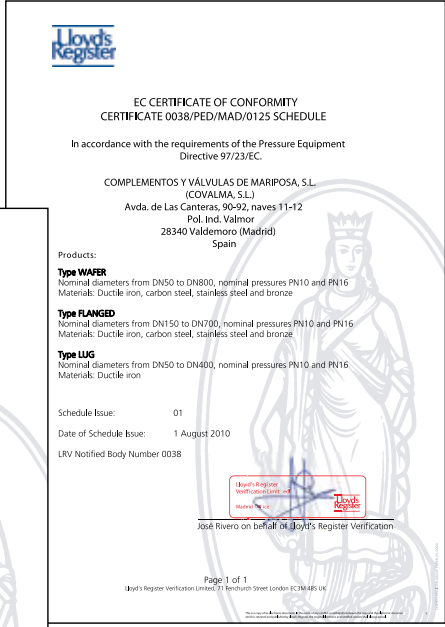 Lloyd's
Register
EC CERTIFICATE OF CONFORMITY
CERTIFICATE 0038/PED/MAD/0125 SCHEDULE
In accordance with the requirements of the Pressure Equipment
Directive 97/23/EC.
COMPLEMENTOS Y VÁLVULAS DE MARIPOSA, S.L.
(COVALMA, S.L.)
Avda. de Las Canteras, 90-92, naves 11-12
Pol. Ind. Valmor
28340 Valdemoro (Madrid)
Spain
Products:
Type WAFER
Nominal diameters from DN50 to DN800, nominal pressures PN10 and PN16
Materials: Ductile iron, carbon steel, stainless steel and bronze
Type FLANGED
Nominal diameters from DN150 to DN700, nominal pressures PN10 and PN16
Materials: Ductile iron, carbon steel, stainless steel and bronze
Type LUG
Nominal diameters from DN50 to DN400, nominal pressures PN10 and PN16
Materials: Ductile iron
Schedule Issue: 01
Date of Schedule Issue: 1 August 2010
LRV Notified Body Number 0038
Lloyd's Register
Verification Limited
Madrid Office
Lloyd's
Register
José Rivero on behalf of Lloyd's Register Verification
Page 1 of 1
Lloyd's Register Verification Limited, 71 Fenchurch Street London EC3M 4BS UK